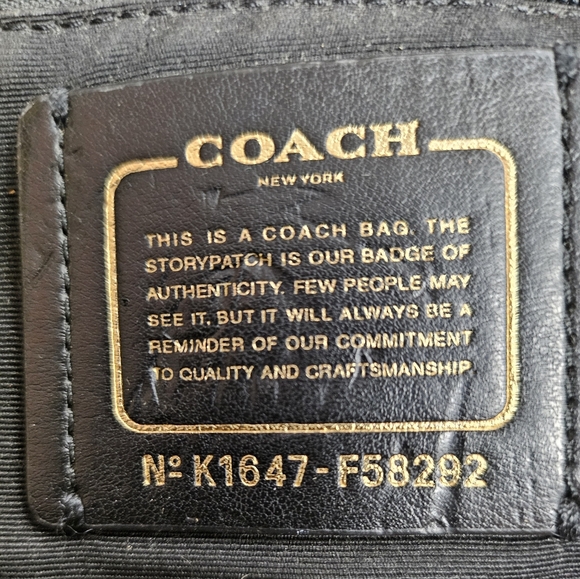 COACH
NEW YORK
THIS IS A COACH BAG. THE
STORYPATCH IS OUR BADGE OF
AUTHENTICITY. FEW PEOPLE MAY
SEE IT, BUT IT WILL ALWAYS BE A
REMINDER OF OUR COMMITMENT
TO QUALITY AND CRAFTSMANSHIP
Nº K1647-F58292